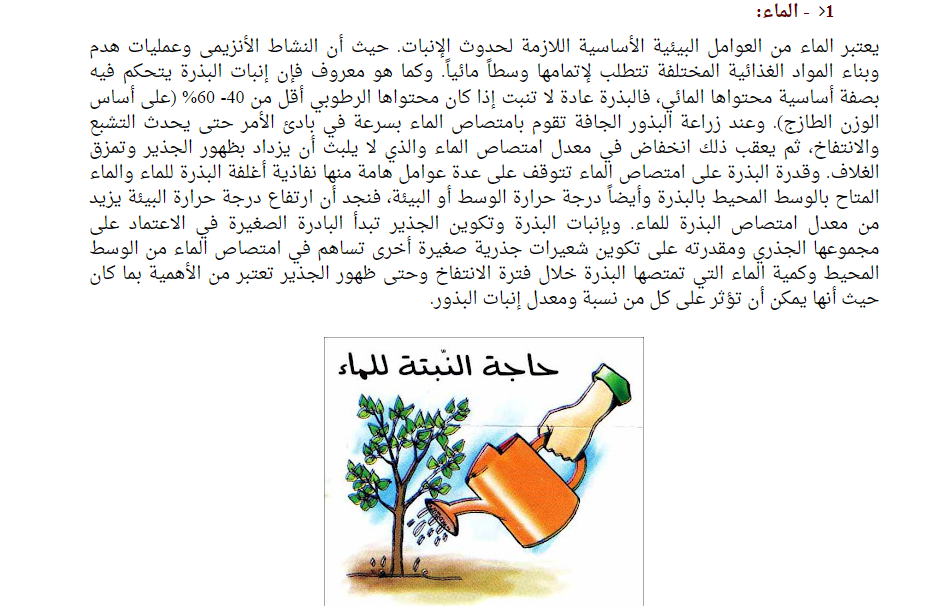 1> - الماء:
يعتبر الماء من العوامل البيئية الأساسية اللازمة لحدوث الإنبات. حيث أن النشاط الأنزيمى وعمليات هدم
وبناء المواد الغذائية المختلفة تتطلب لإتمامها وسطاً مائياً. وكما هو معروف فإن إنبات البذرة يتحكم فيه
بصفة أساسية محتواها المائي، فالبذرة عادة لا تنبت إذا كان محتواها الرطوبي أقل من 40- 60% (على أساس
الوزن الطازج). وعند زراعة البذور الجافة تقوم بامتصاص الماء بسرعة في بادئ الأمر حتى يحدث التشبع
والانتفاخ، ثم يعقب ذلك انخفاض في معدل امتصاص الماء والذي لا يلبث أن يزداد بظهور الجذير وتمزق
الغلاف. وقدرة البذرة على امتصاص الماء تتوقف على عدة عوامل هامة منها نفاذية أغلفة البذرة للماء والماء
المتاح بالوسط المحيط بالبذرة وأيضاً درجة حرارة الوسط أو البيئة، فنجد أن ارتفاع درجة حرارة البيئة يزيد
من معدل امتصاص البذرة للماء. وبإنبات البذرة وتكوين الجذير تبدأ البادرة الصغيرة في الاعتماد على
مجموعها الجذري ومقدرته على تكوين شعيرات جذرية صغيرة أخرى تساهم في امتصاص الماء من الوسط
المحيط وكمية الماء التي تمتصها البذرة خلال فترة الانتفاخ وحتى ظهور الجذير تعتبر من الأهمية بما كان
حيث أنها يمكن أن تؤثر على كل من نسبة ومعدل إنبات البذور.
حاجة النّبتة للماء